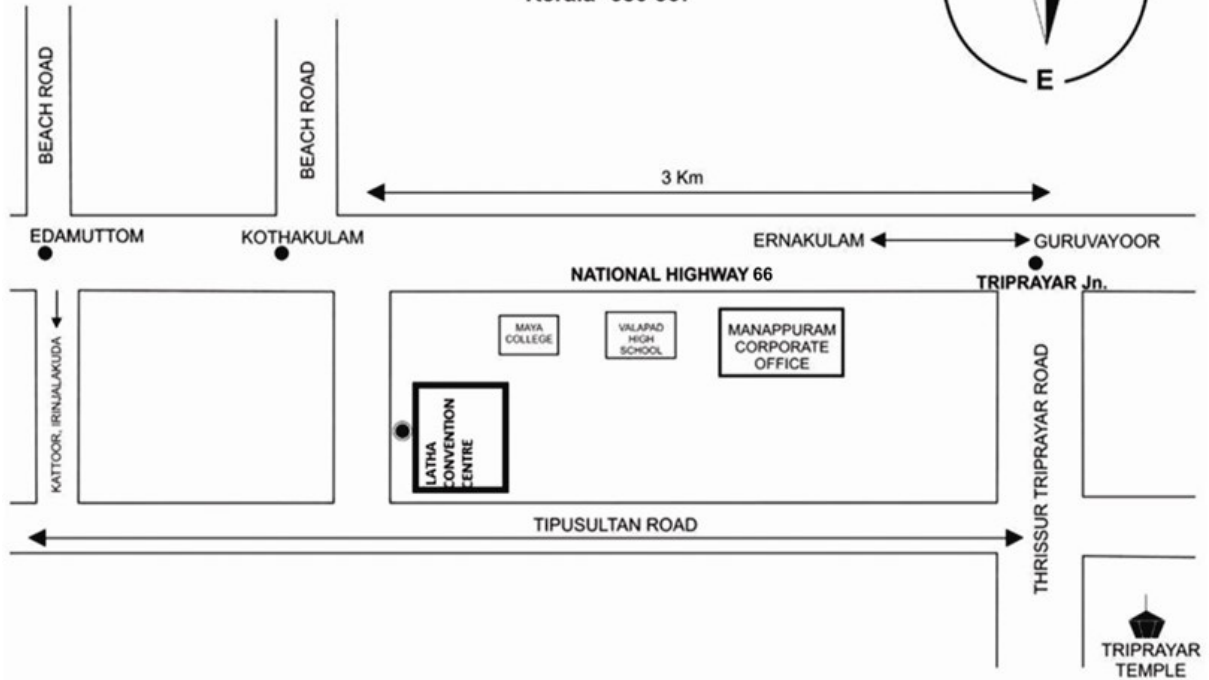 E
BEACH ROAD
BEACH ROAD
3 Km
EDAMUTTOM
KOTHAKULAM
ERNAKULAM
GURUVAYOOR
NATIONAL HIGHWAY 66
TRIPRAYAR Jn.
MAYA
COLLEGE
VALAPAD
HIGH
SCHOOL
MANAPPURAM
CORPORATE
OFFICE
KATTOOR, IRINJALAKUDA
LATHA
CONVENTION
CENTRE
THRISSUR TRIPRAYAR ROAD
TIPUSULTAN ROAD
TRIPRAYAR
TEMPLE